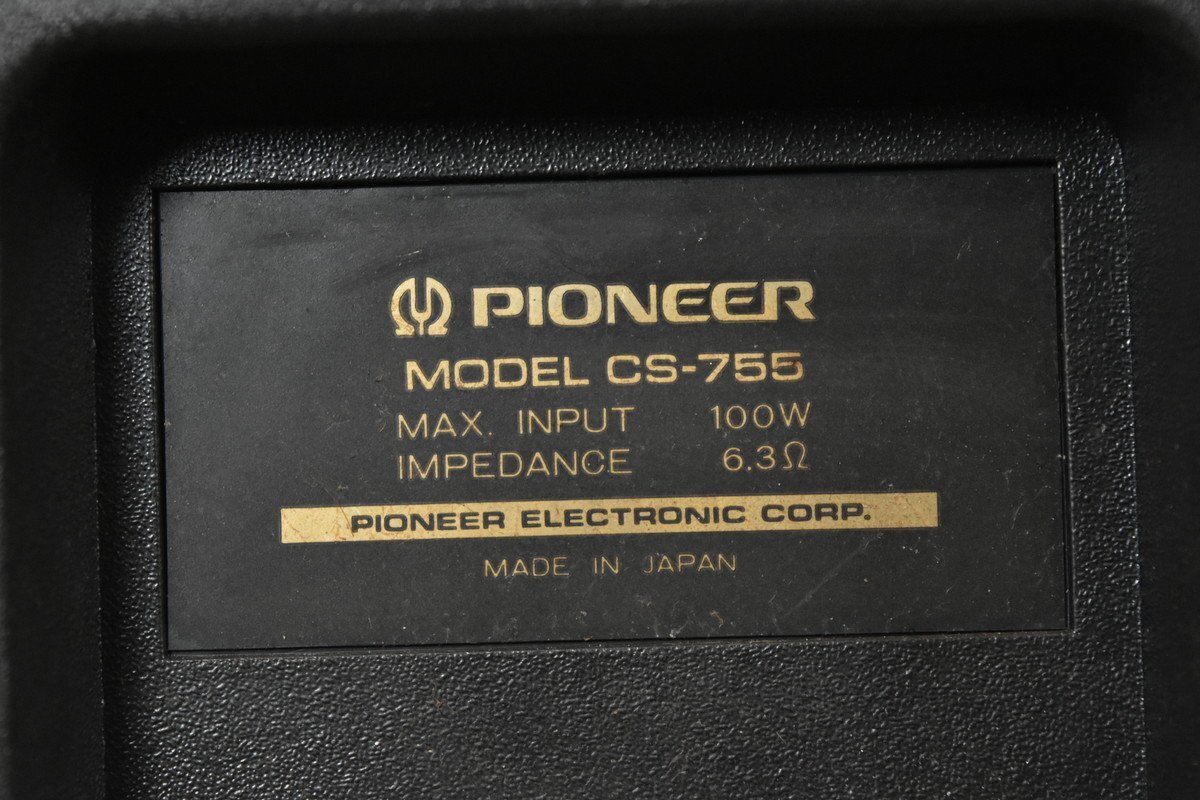 PIONEER
MODEL CS-755
MAX. INPUT 100W
IMPEDANCE 6.3Ω
PIONEER ELECTRONIC CORP.
MADE IN JAPAN